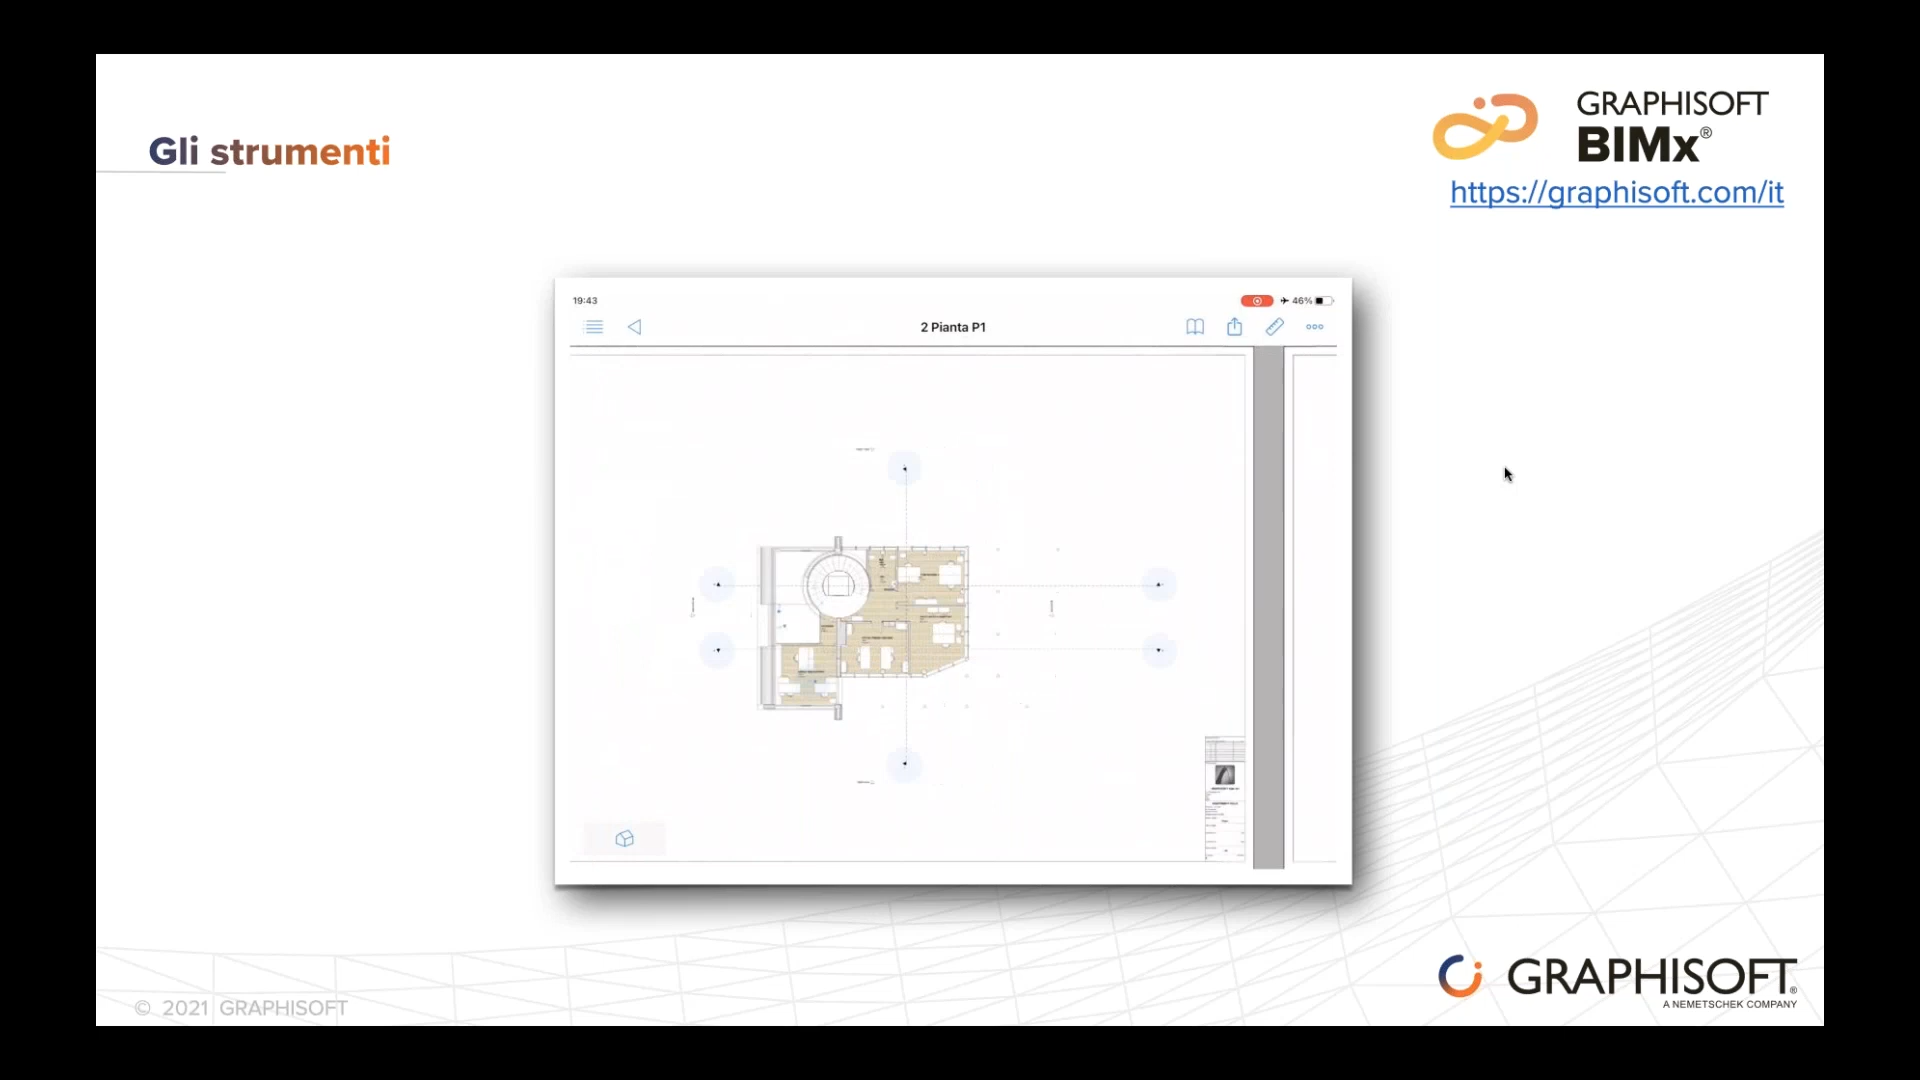 Gli strumenti
GRAPHISOFT
BIMx®
https://graphisoft.com/it
19:43
46%
2 Pianta P1
© 2021 GRAPHISOFT
GRAPHISOFT®
A NEMETSCHEK COMPANY